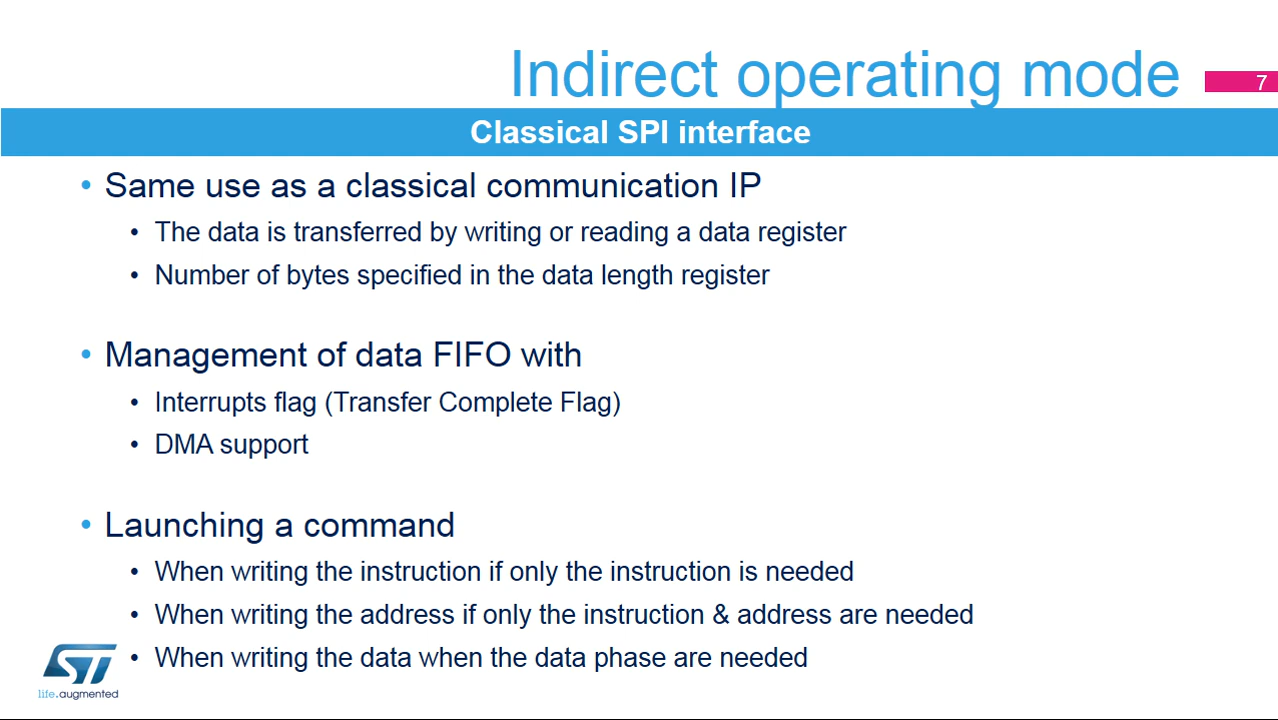 Indirect operating mode
7
Classical SPI interface
• Same use as a classical communication IP
• The data is transferred by writing or reading a data register
• Number of bytes specified in the data length register
• Management of data FIFO with
• Interrupts flag (Transfer Complete Flag)
• DMA support
• Launching a command
• When writing the instruction if only the instruction is needed
• When writing the address if only the instruction & address are needed
• When writing the data when the data phase are needed
ST
life.augmented